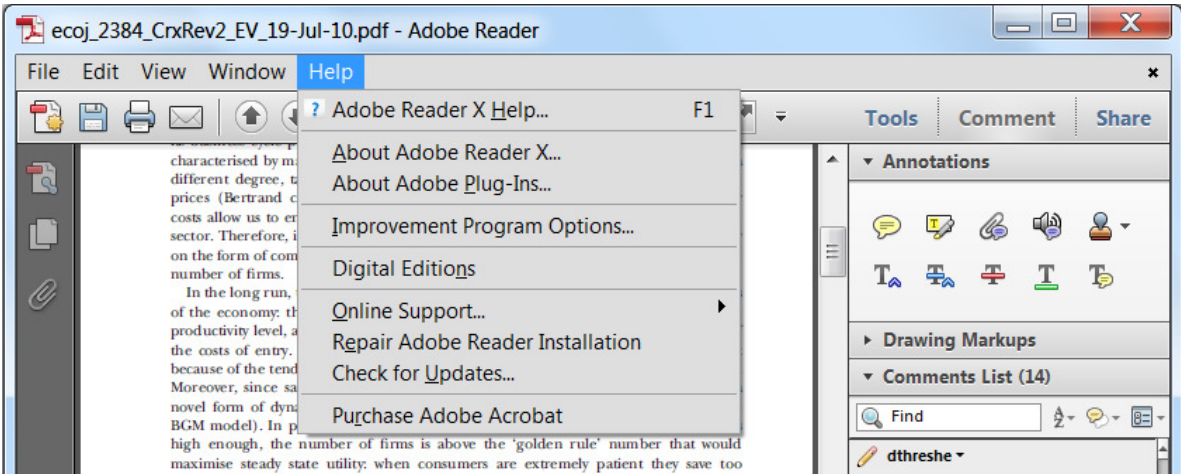 ecoj_2384_CrxRev2_EV_19-Jul-10.pdf - Adobe Reader
File Edit View Window Help
Tools Comment Share
? Adobe Reader X Help... F1
About Adobe Reader X...
About Adobe Plug-Ins...
Improvement Program Options...
Digital Editions
Online Support...
Repair Adobe Reader Installation
Check for Updates...
Purchase Adobe Acrobat
characterised by
different degree,
prices (Bertrand
costs allow us to
sector. Therefore,
on the form of
number of firms.
In the long run,
of the economy: 
productivity level,
the costs of entry.
because of the
Moreover, since
novel form of
BGM model). In
high enough, the number of firms is above the ‘golden rule’ number that would
maximise steady state utility: when consumers are extremely patient they save too
Annotations
Drawing Markups
Comments List (14)
Find
dthreshe